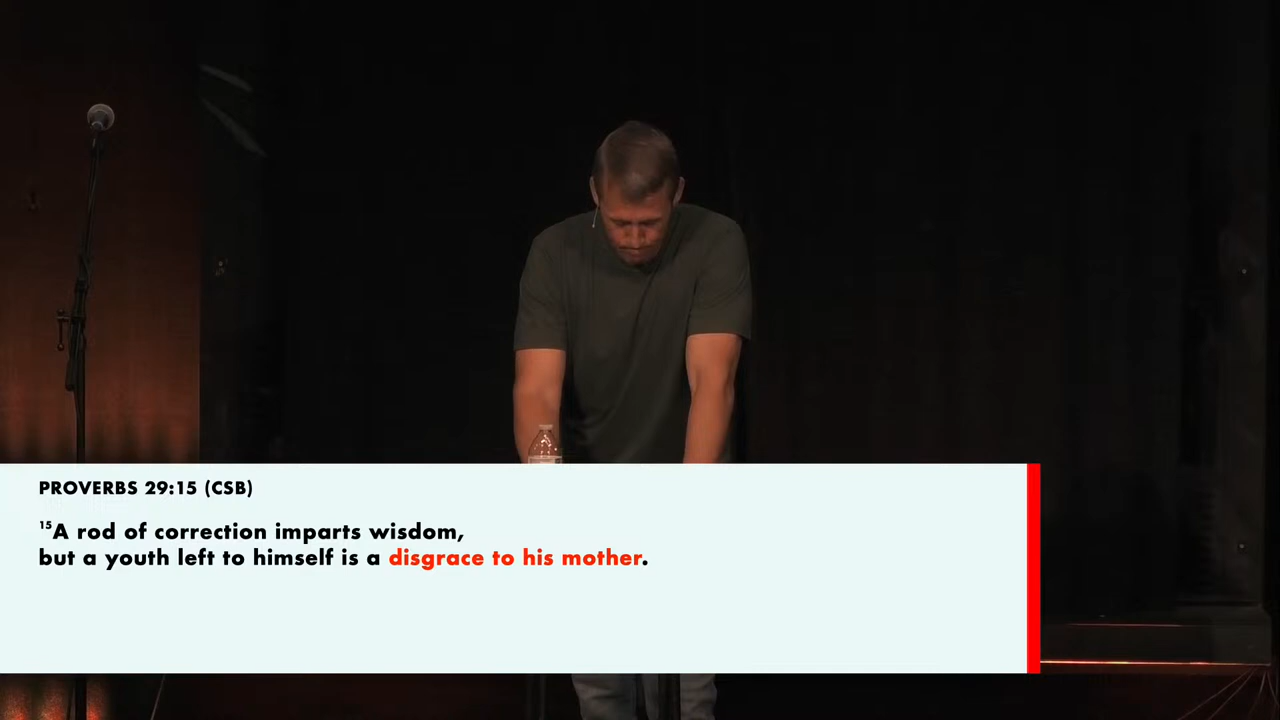 PROVERBS 29:15 (CSB)
¹⁵A rod of correction imparts wisdom,
but a youth left to himself is a disgrace to his mother.